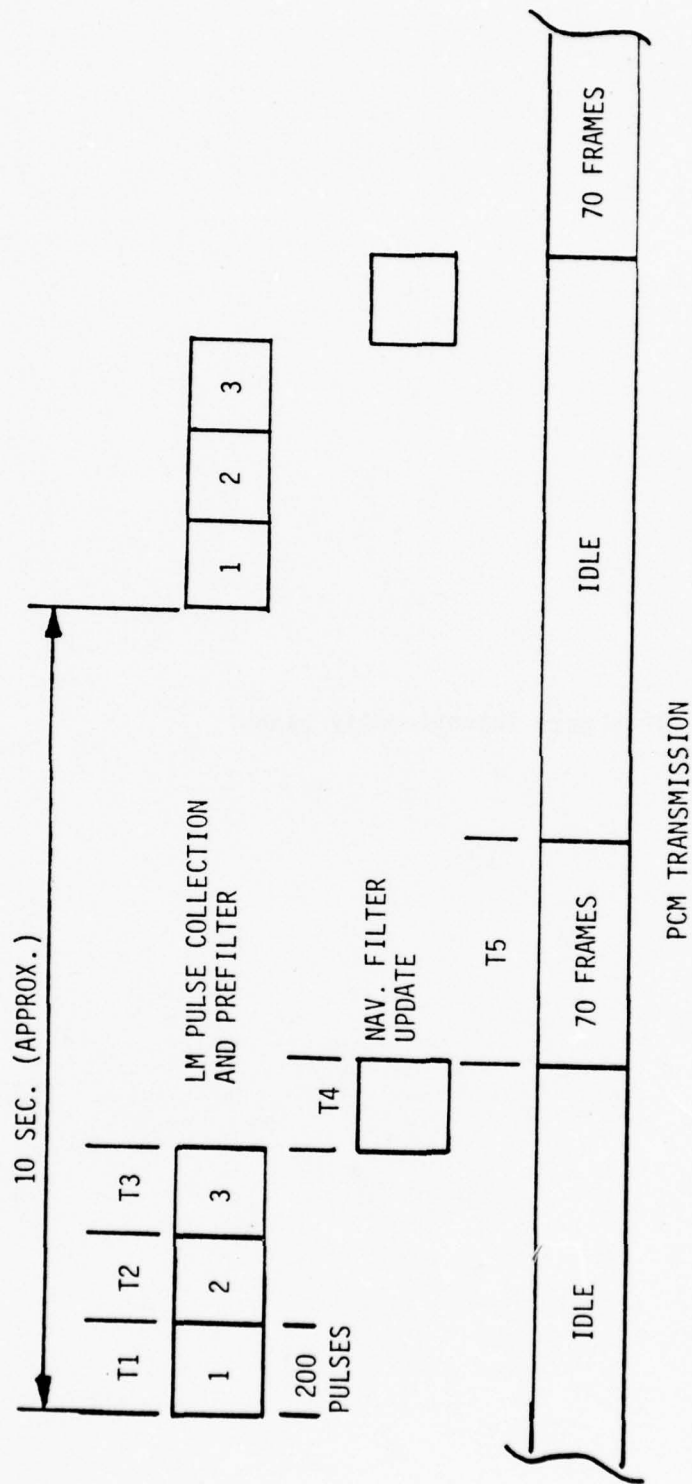 10 SEC. (APPROX.)
T1 T2 T3
1 2 3
LM PULSE COLLECTION
AND PREFILTER
1 2 3
200
PULSES
T4
NAV. FILTER
UPDATE
T5
IDLE 70 FRAMES IDLE 70 FRAMES
PCM TRANSMISSION